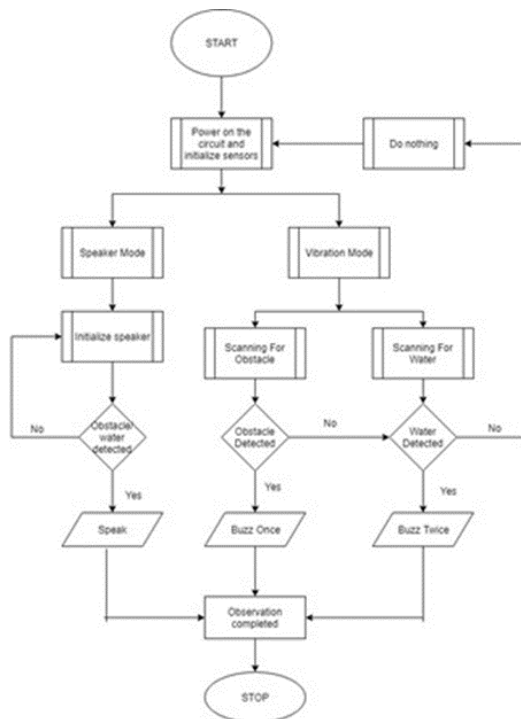 START
Power on the
circuit and
initialize sensors
Do nothing
Speaker Mode
Vibration Mode
Initialize speaker
Scanning For
Obstacle
Scanning For
Water
Obstacle/
water
detected
No
Obstacle
Detected
No
Water
Detected
No
Yes
Yes
Yes
Speak
Buzz Once
Buzz Twice
Observation
completed
STOP